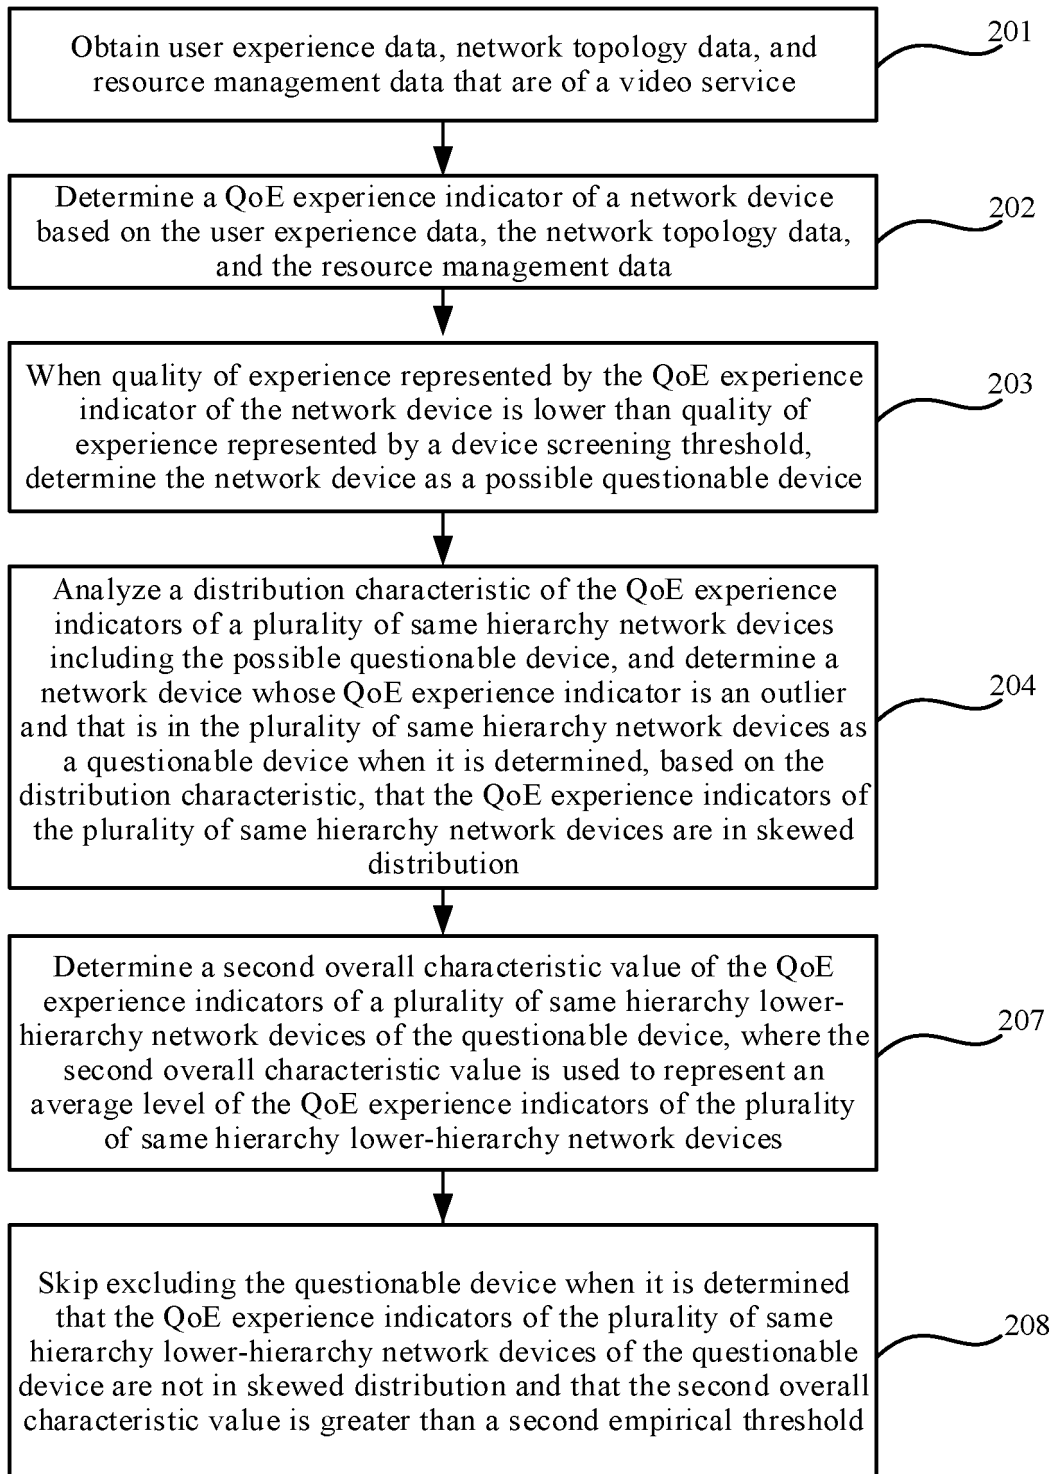 Obtain user experience data, network topology data, and
resource management data that are of a video service
201
Determine a QoE experience indicator of a network device
based on the user experience data, the network topology data,
and the resource management data
202
When quality of experience represented by the QoE experience
indicator of the network device is lower than quality of
experience represented by a device screening threshold,
determine the network device as a possible questionable device
203
Analyze a distribution characteristic of the QoE experience
indicators of a plurality of same hierarchy network devices
including the possible questionable device, and determine a
network device whose QoE experience indicator is an outlier
and that is in the plurality of same hierarchy network devices as
a questionable device when it is determined, based on the
distribution characteristic, that the QoE experience indicators of
the plurality of same hierarchy network devices are in skewed
distribution
204
Determine a second overall characteristic value of the QoE
experience indicators of a plurality of same hierarchy lower-
hierarchy network devices of the questionable device, where the
second overall characteristic value is used to represent an
average level of the QoE experience indicators of the plurality
of same hierarchy lower-hierarchy network devices
207
Skip excluding the questionable device when it is determined
that the QoE experience indicators of the plurality of same
hierarchy lower-hierarchy network devices of the questionable
device are not in skewed distribution and that the second overall
characteristic value is greater than a second empirical threshold
208